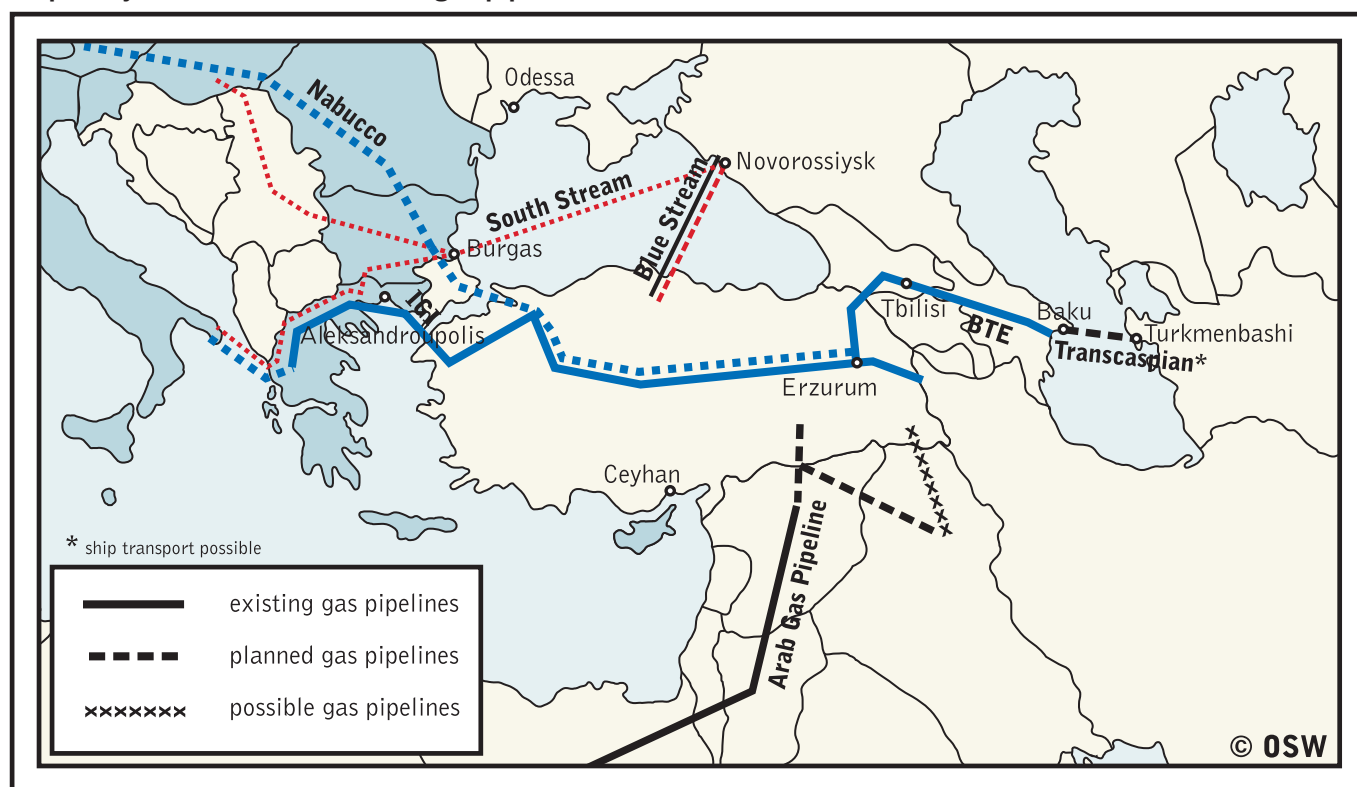 Odessa
Nabucco
Novorossiysk
South Stream
Blue Stream
Burgas
Tbilisi
Baku
IGI
BTE
Turkmenbashi
Aleksandroupolis
Transcaspian*
Erzurum
Ceyhan
Arab Gas Pipeline
* ship transport possible
existing gas pipelines
planned gas pipelines
possible gas pipelines
© OSW